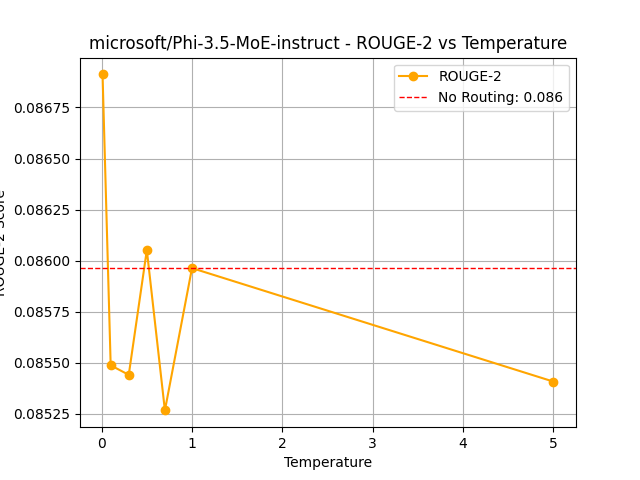 microsoft/Phi-3.5-MoE-instruct - ROUGE-2 vs Temperature
ROUGE-2
No Routing: 0.086
0.08675
0.08650
0.08625
0.08600
0.08575
0.08550
0.08525
ROUGE-2 Score
0 1 2 3 4 5
Temperature